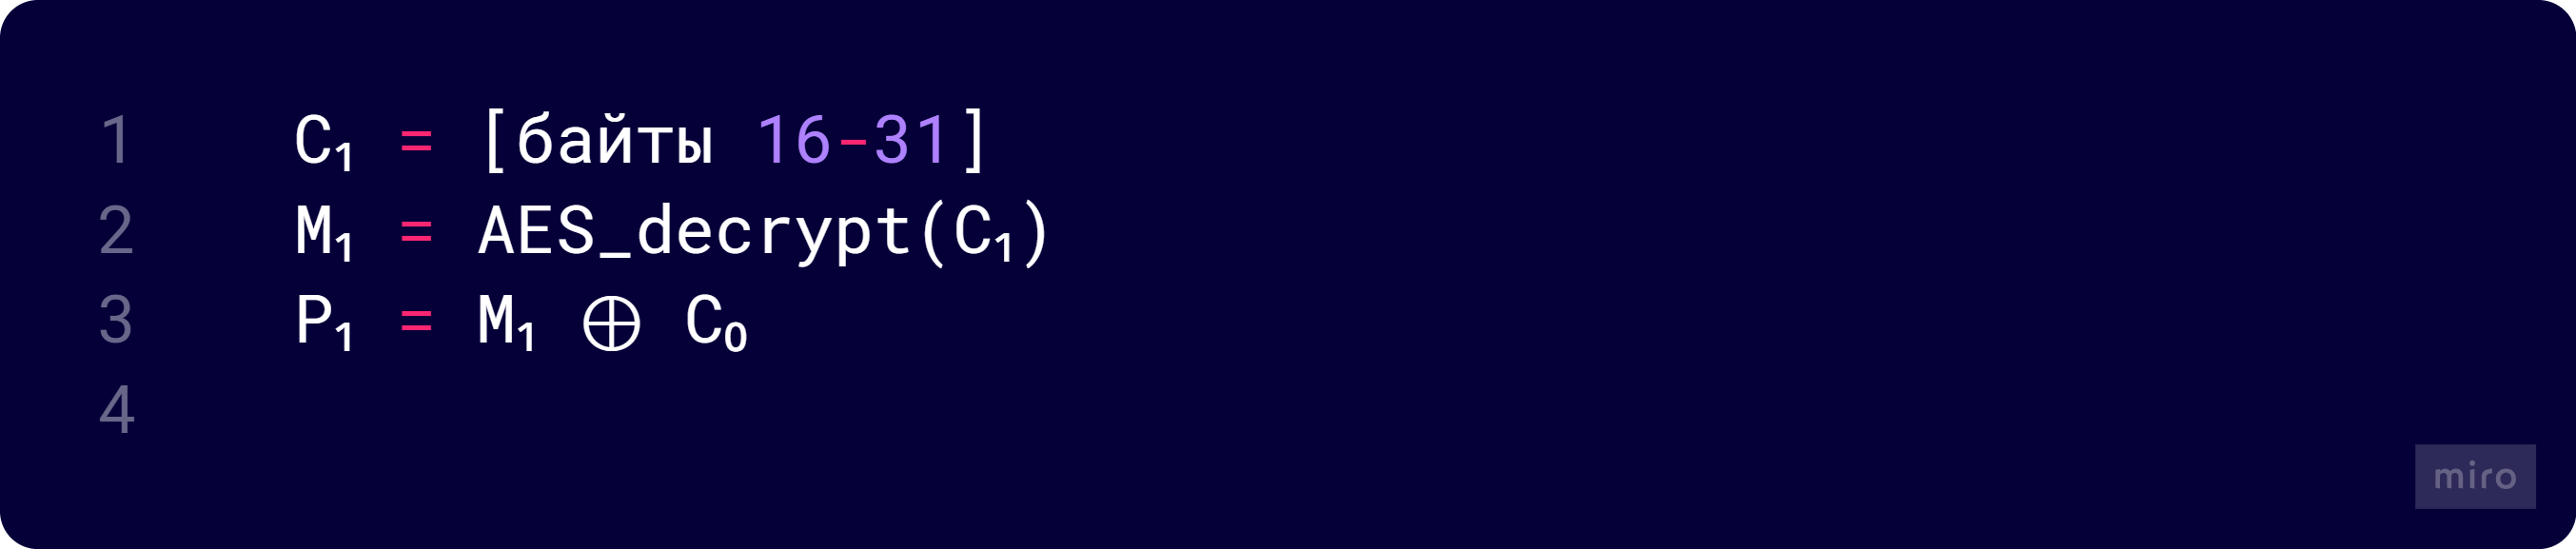 1 C₁ = [байты 16-31]
2 M₁ = AES_decrypt(C₁)
3 P₁ = M₁ ⊕ C₀
4
miro